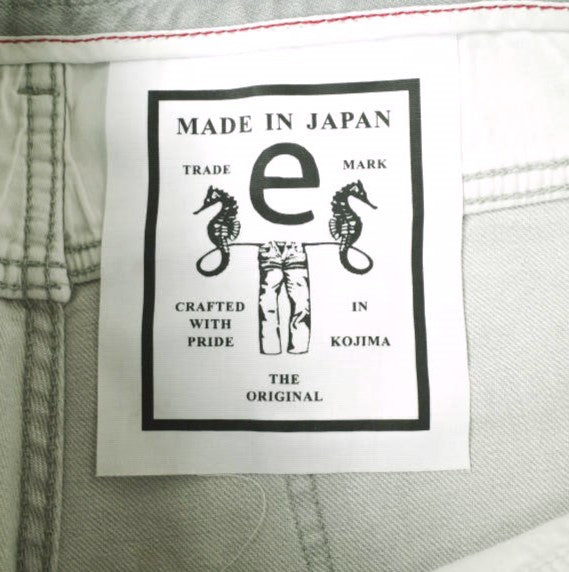 MADE IN JAPAN
TRADE MARK
e
CRAFTED WITH PRIDE
IN KOJIMA
THE
ORIGINAL